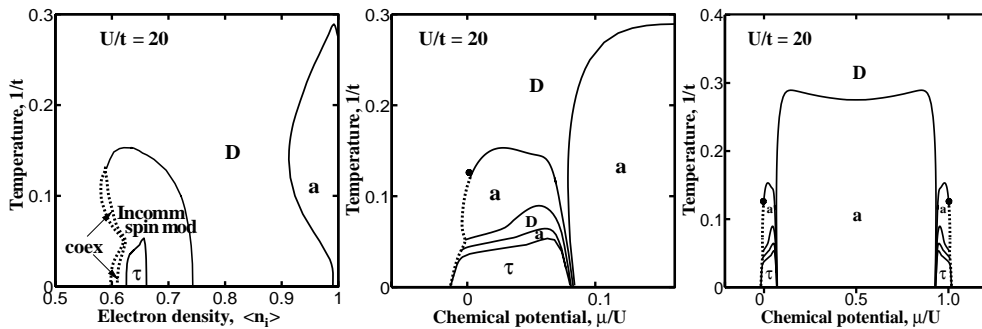 0.3
0.2
0.1
0
Temperature, 1/t
U/t = 20
D
a
Incomm
spin mod
coex
τ
0.5
0.6
0.7
0.8
0.9
1
Electron density, <n_i>
0.3
0.2
0.1
0
Temperature, 1/t
U/t = 20
D
a
a
D
a
τ
0
0.1
Chemical potential, μ/U
0.4
0.3
0.2
0.1
0
Temperature, 1/t
U/t = 20
D
a
a
a
τ
τ
0
0.5
1.0
Chemical potential, μ/U